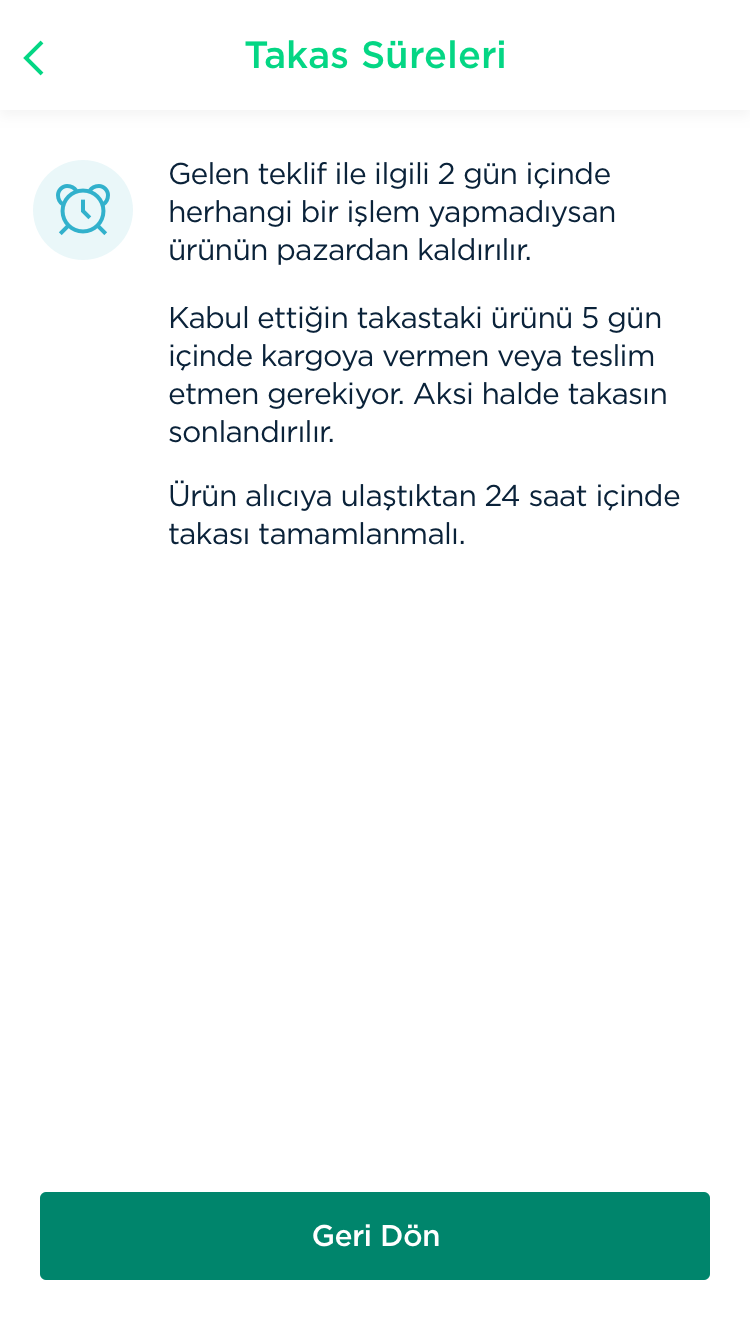 Takas Süreleri
Gelen teklif ile ilgili 2 gün içinde
herhangi bir işlem yapmadıysan
ürünün pazardan kaldırılır.
Kabul ettiğin takastaki ürünü 5 gün
içinde kargoya vermen veya teslim
etmen gerekiyor. Aksi halde takasın
sonlandırılır.
Ürün alıcıya ulaştıktan 24 saat içinde
takası tamamlanmalı.
Geri Dön